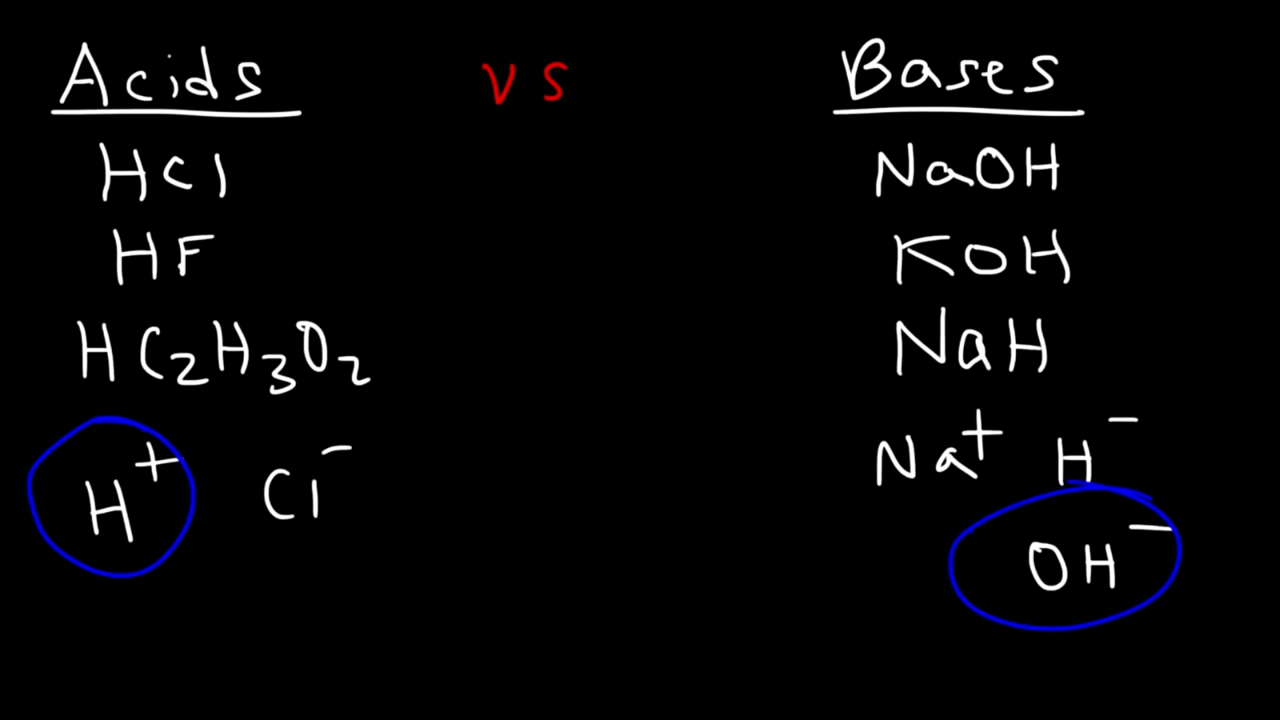 Acids vs Bases
HCl NaOH
HF KOH
HC₂H₃O₂ NaH
H⁺ Cl⁻ Na⁺ H⁻
OH⁻